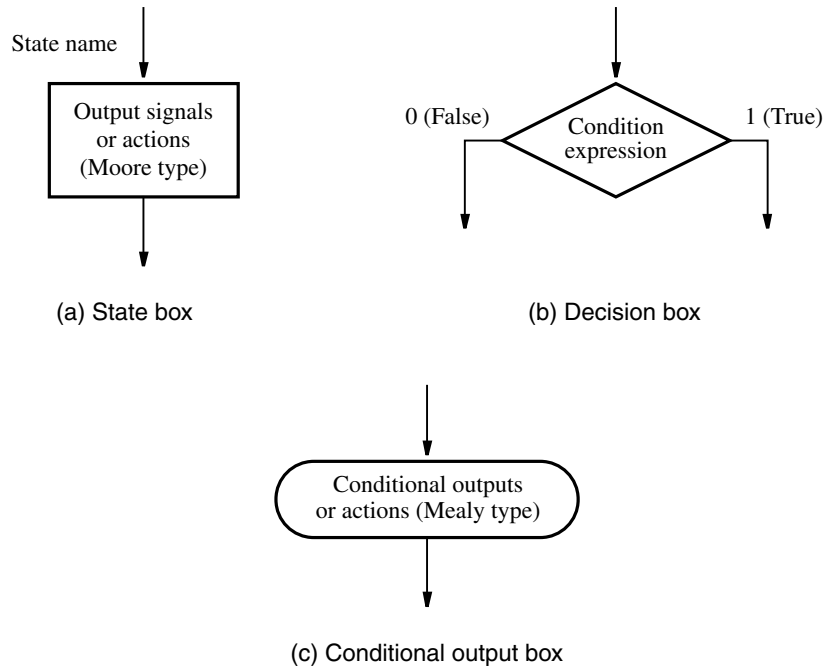 State name
Output signals
or actions
(Moore type)
(a) State box
0 (False)
Condition
expression
1 (True)
(b) Decision box
Conditional outputs
or actions (Mealy type)
(c) Conditional output box